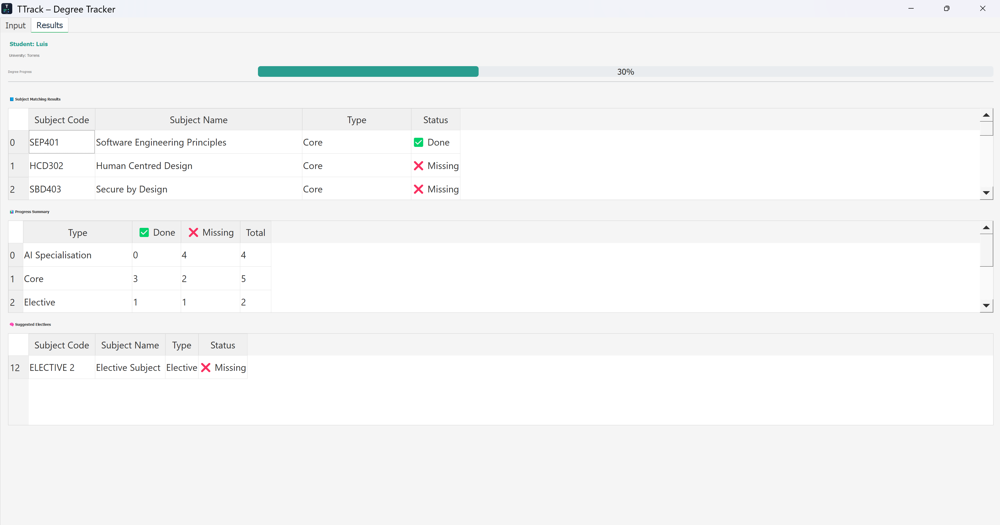 TTrack – Degree Tracker
Input Results
Student: Luis
University: Torrens
Degree Progress 30%
Subject Matching Results
Subject Code Subject Name Type Status
0 SEP401 Software Engineering Principles Core ✅ Done
1 HCD302 Human Centred Design Core ❌ Missing
2 SBD403 Secure by Design Core ❌ Missing
Progress Summary
Type ✅ Done ❌ Missing Total
0 AI Specialisation 0 4 4
1 Core 3 2 5
2 Elective 1 1 2
Suggested Electives
Subject Code Subject Name Type Status
12 ELECTIVE 2 Elective Subject Elective ❌ Missing